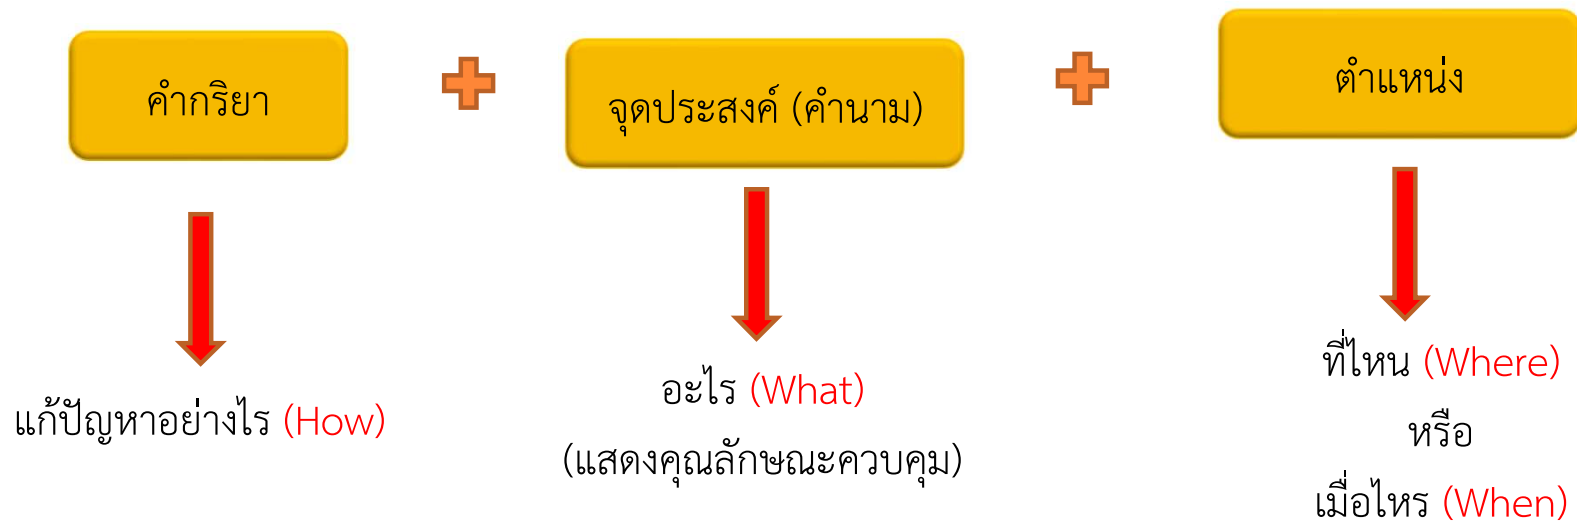 คำกริยา
จุดประสงค์ (คำนาม)
ตำแหน่ง
แก้ปัญหาอย่างไร (How)
อะไร (What)
(แสดงคุณลักษณะควบคุม)
ที่ไหน (Where)
หรือ
เมื่อไหร (When)